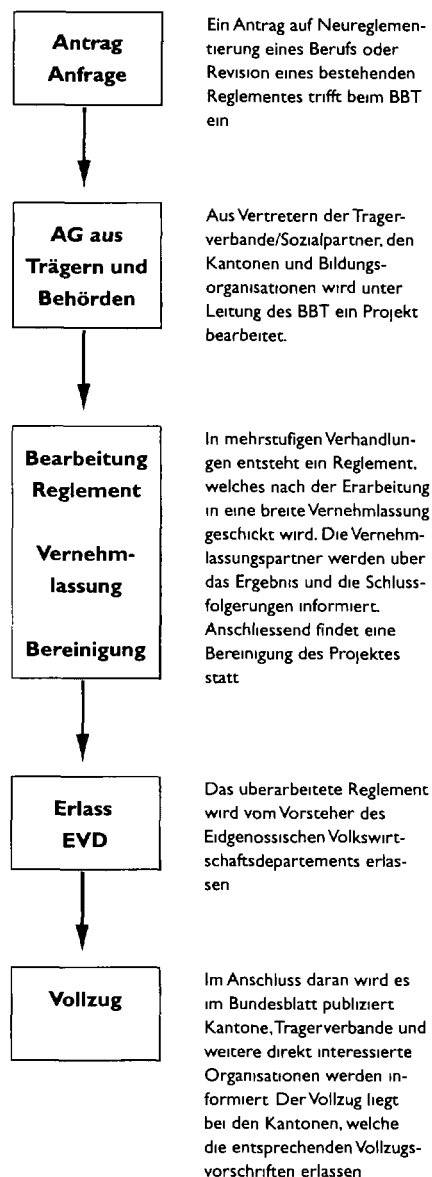 Antrag
Anfrage
Ein Antrag auf Neureglemen-
tierung eines Berufs oder
Revision eines bestehenden
Reglementes trifft beim BBT
ein
AG aus
Trägern und
Behörden
Aus Vertretern der Trager-
verbande/Sozialpartner, den
Kantonen und Bildungs-
organisationen wird unter
Leitung des BBT ein Projekt
bearbeitet.
Bearbeitung
Reglement
Vernehm-
lassung
Bereinigung
In mehrstufigen Verhandlun-
gen entsteht ein Reglement,
welches nach der Erarbeitung
in eine breite Vernehmlassung
geschickt wird. Die Vernehm-
lassungspartner werden uber
das Ergebnis und die Schluss-
folgerungen informiert.
Anschliessend findet eine
Bereinigung des Projektes
statt
Erlass
EVD
Das uberarbeitete Reglement
wird vom Vorsteher des
Eidgenossischen Volkswirt-
schaftsdepartements erlas-
sen
Vollzug
Im Anschluss daran wird es
im Bundesblatt publiziert
Kantone, Tragerverbande und
weitere direkt interessierte
Organisationen werden in-
formiert Der Vollzug liegt
bei den Kantonen, welche
die entsprechenden Vollzugs-
vorschriften erlassen